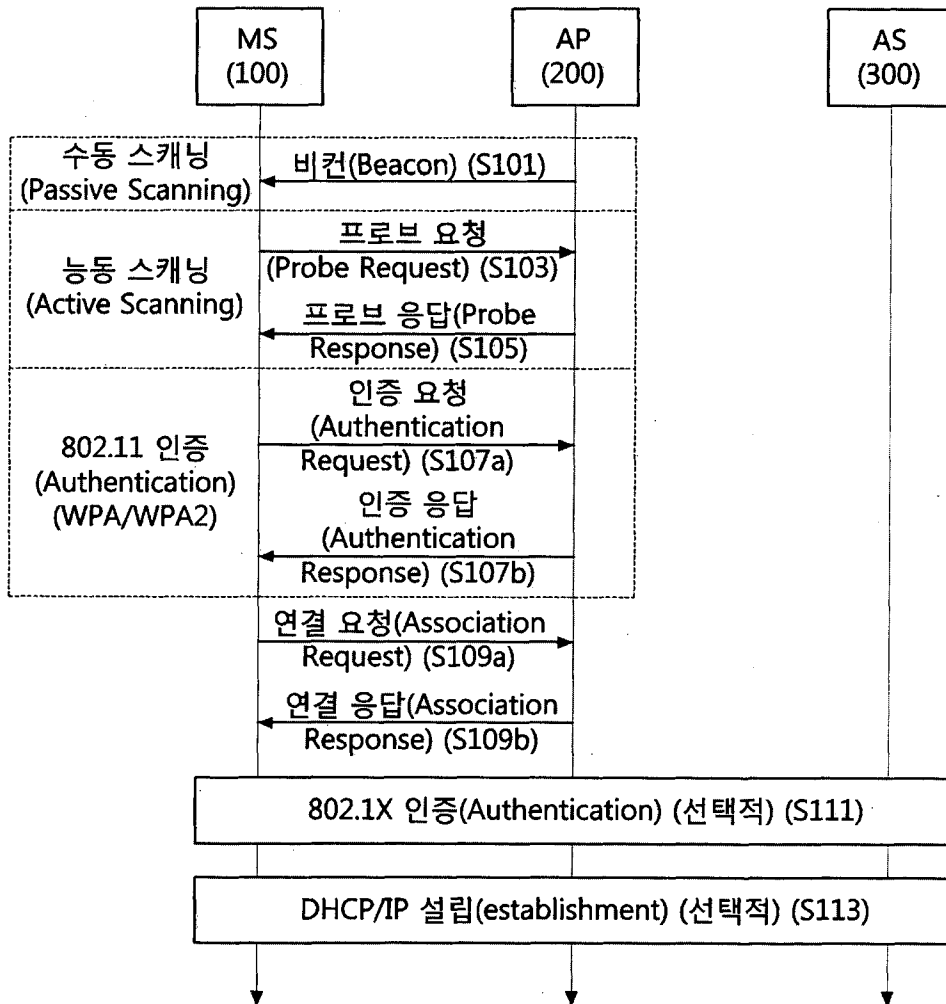 MS
(100)
AP
(200)
AS
(300)
수동 스캐닝
(Passive Scanning)
비컨(Beacon) (S101)
능동 스캐닝
(Active Scanning)
프로브 요청
(Probe Request) (S103)
프로브 응답(Probe
Response) (S105)
802.11 인증
(Authentication)
(WPA/WPA2)
인증 요청
(Authentication
Request) (S107a)
인증 응답
(Authentication
Response) (S107b)
연결 요청(Association
Request) (S109a)
연결 응답(Association
Response) (S109b)
802.1X 인증(Authentication) (선택적) (S111)
DHCP/IP 설립(establishment) (선택적) (S113)